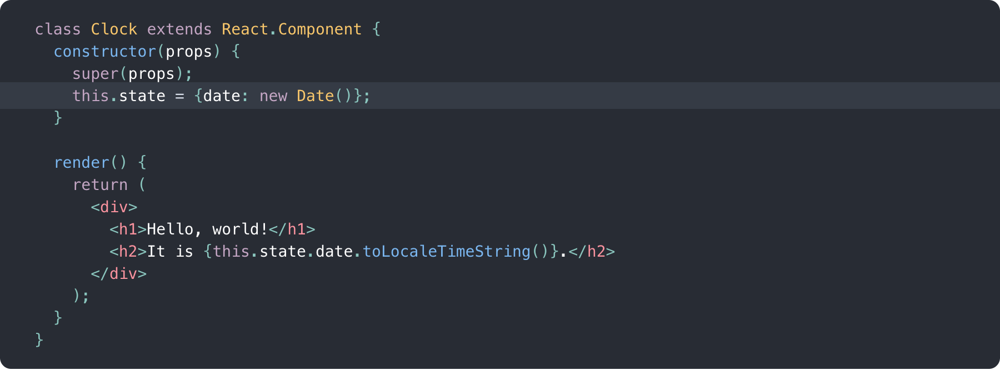 class Clock extends React.Component {
  constructor(props) {
    super(props);
    this.state = {date: new Date()};
  }

  render() {
    return (
      <div>
        <h1>Hello, world!</h1>
        <h2>It is {this.state.date.toLocaleTimeString()}.</h2>
      </div>
    );
  }
}